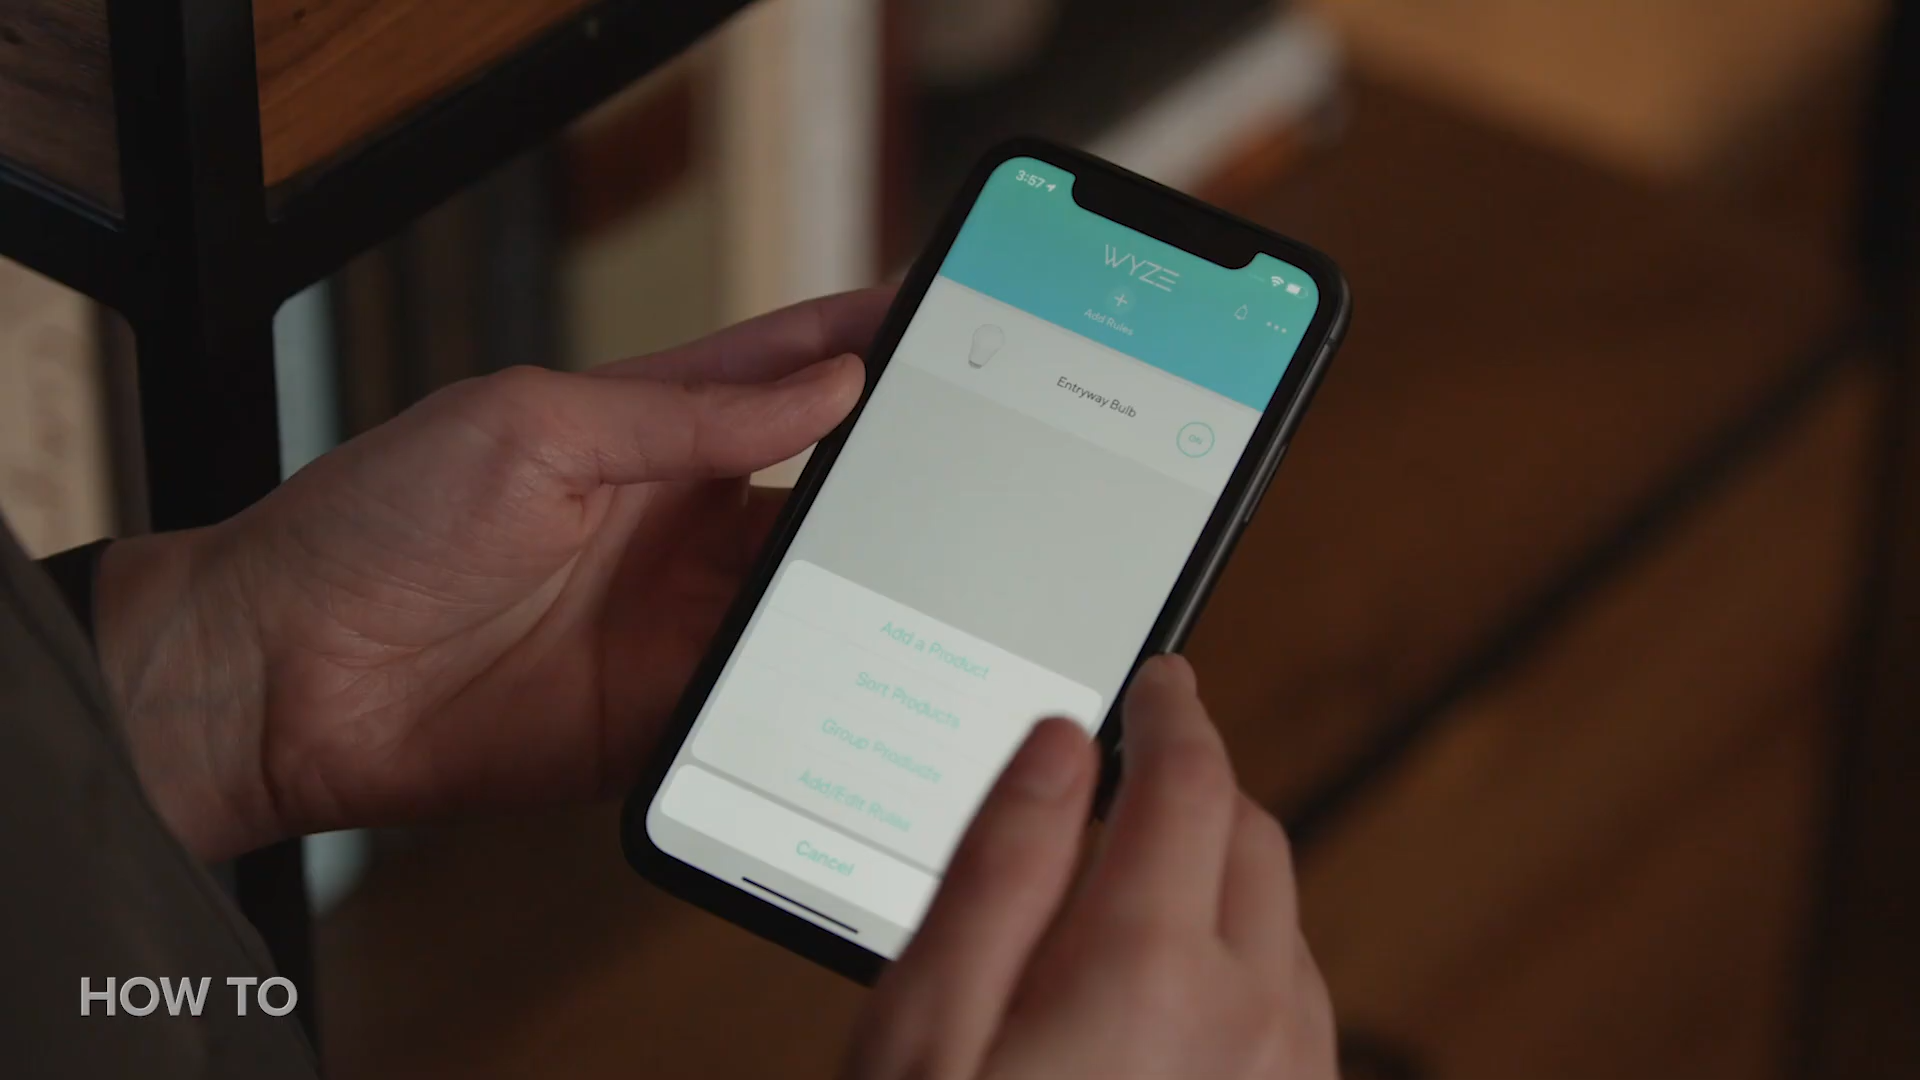 3:57
WYZE
+
Add Rules
Entryway Bulb
ON
Add a Product
Sort Products
Group Products
Add/Edit Rules
Cancel
HOW TO